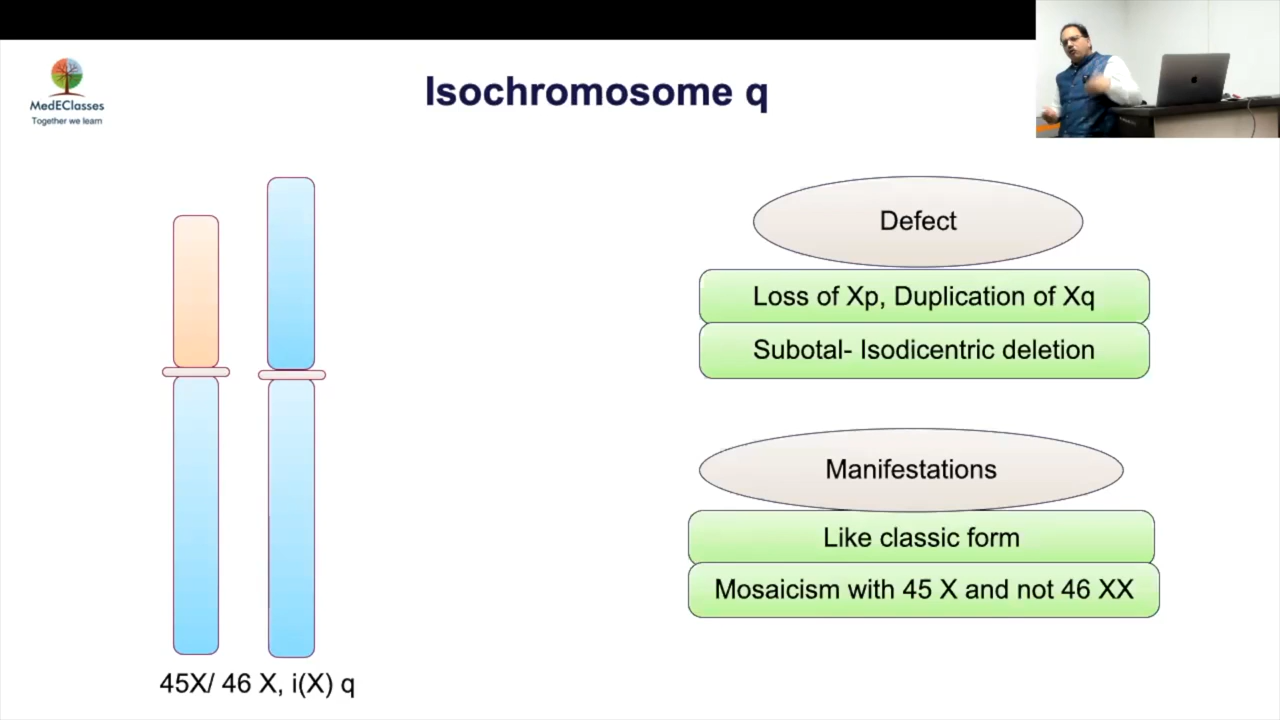 MedEClasses
Together we learn
Isochromosome q
Defect
Loss of Xp, Duplication of Xq
Subotal- Isodicentric deletion
Manifestations
Like classic form
Mosaicism with 45 X and not 46 XX
45X/ 46 X, i(X) q